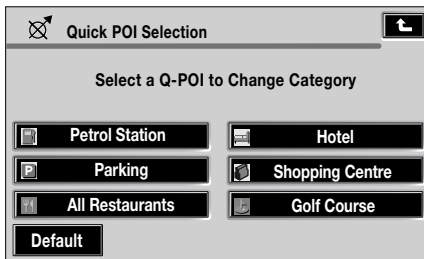 Quick POI Selection
Select a Q-POI to Change Category
Petrol Station
Hotel
P Parking
Shopping Centre
All Restaurants
Golf Course
Default